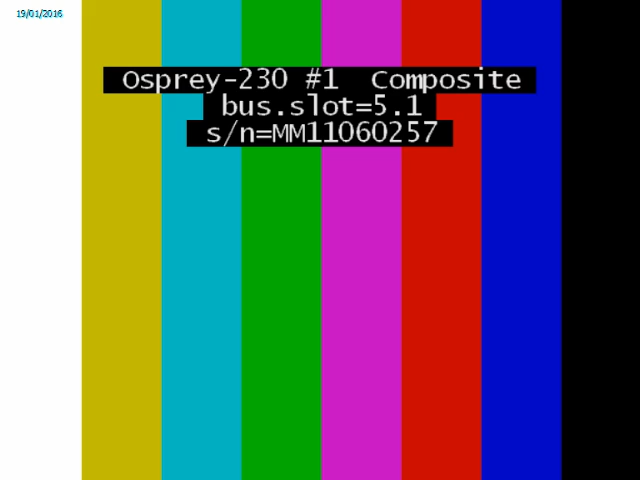 19/01/2016
Osprey-230 #1 Composite
bus.slot=5.1
s/n=MM11060257